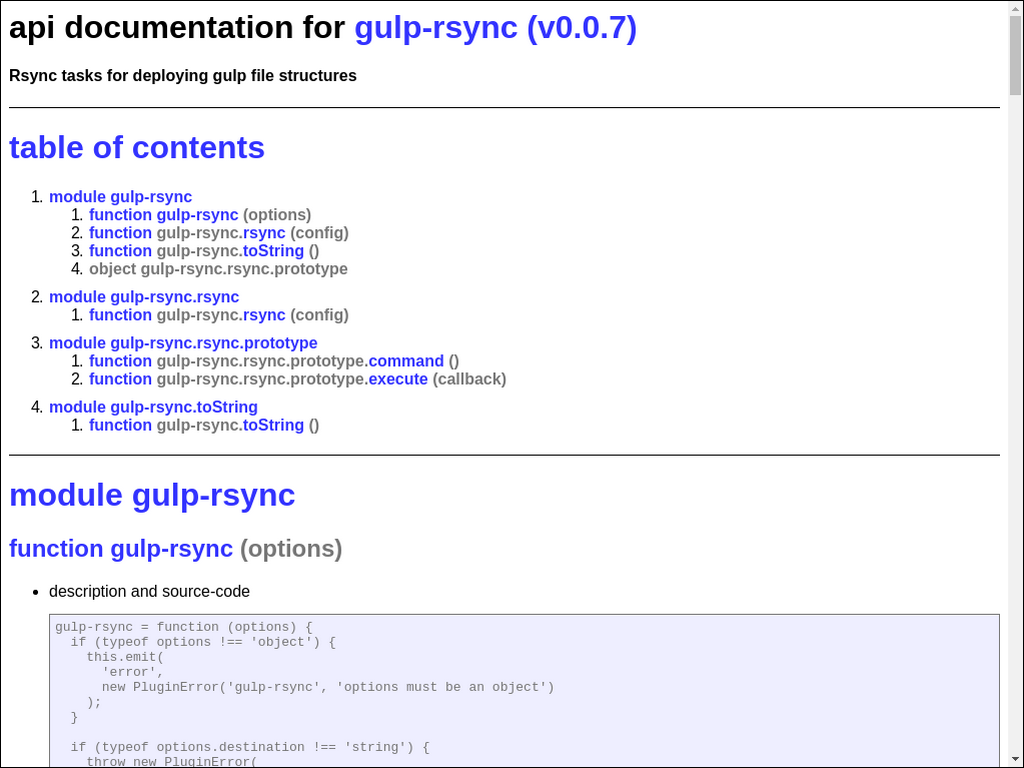 api documentation for gulp-rsync (v0.0.7)
Rsync tasks for deploying gulp file structures
table of contents
1. module gulp-rsync
1. function gulp-rsync (options)
2. function gulp-rsync.rsync (config)
3. function gulp-rsync.toString ()
4. object gulp-rsync.rsync.prototype
2. module gulp-rsync.rsync
1. function gulp-rsync.rsync (config)
3. module gulp-rsync.rsync.prototype
1. function gulp-rsync.rsync.prototype.command ()
2. function gulp-rsync.rsync.prototype.execute (callback)
4. module gulp-rsync.toString
1. function gulp-rsync.toString ()
module gulp-rsync
function gulp-rsync (options)
• description and source-code
gulp-rsync = function (options) {
  if (typeof options !== 'object') {
    this.emit(
      'error',
      new PluginError('gulp-rsync', 'options must be an object')
    );
  }
  if (typeof options.destination !== 'string') {
    throw new PluginError(